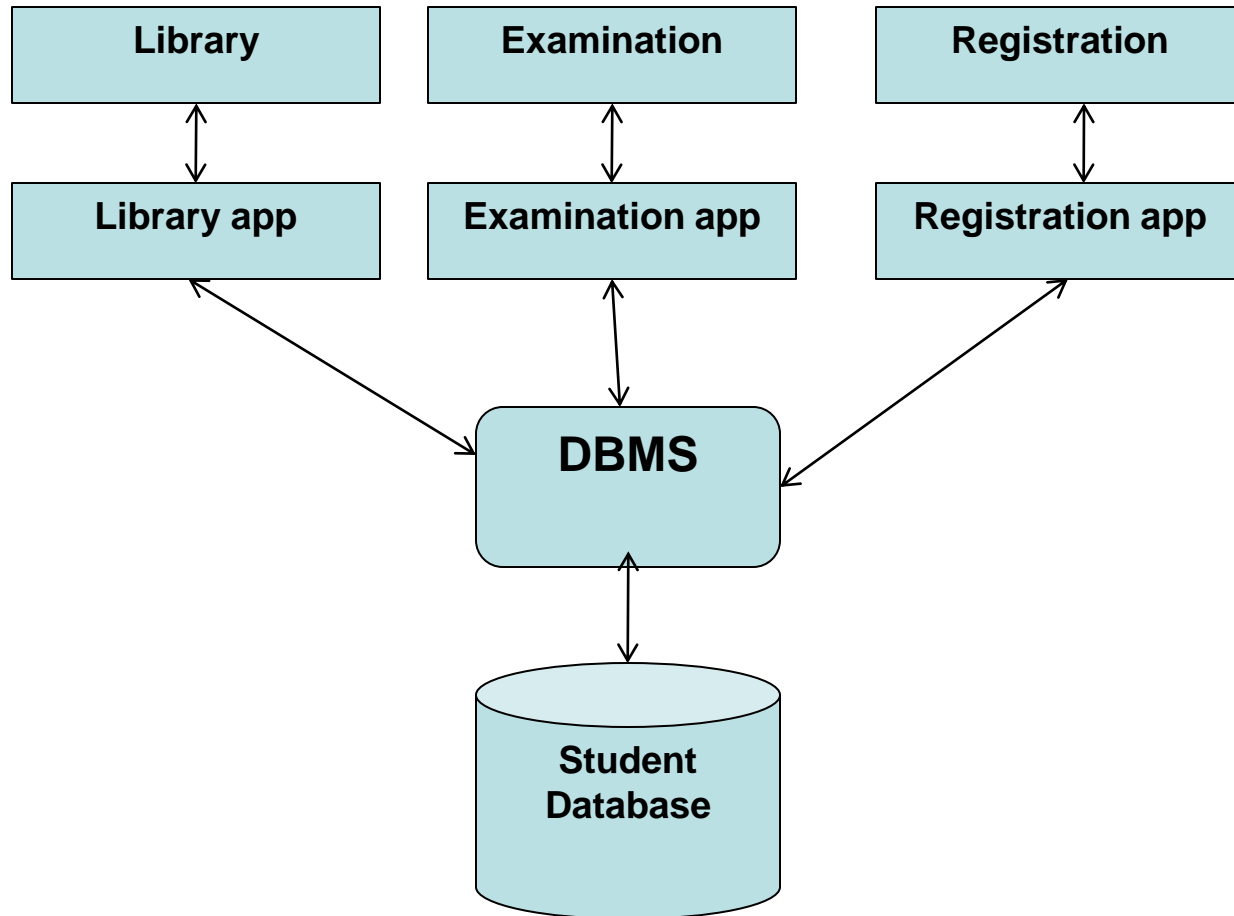 Library
Examination
Registration
Library app
Examination app
Registration app
DBMS
Student
Database